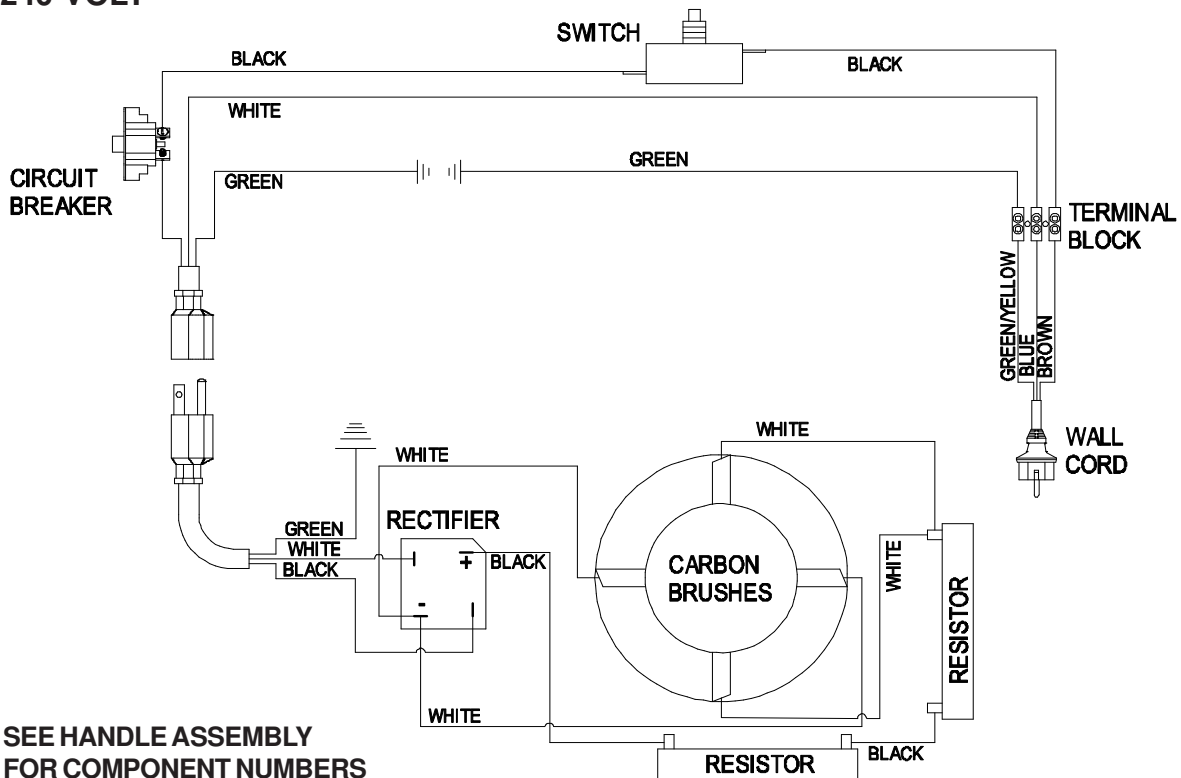 240 VOLT
SWITCH
BLACK
BLACK
WHITE
GREEN
GREEN
CIRCUIT
BREAKER
TERMINAL
BLOCK
GREEN/YELLOW
BLUE
BROWN
WALL
CORD
WHITE
WHITE
RECTIFIER
GREEN
WHITE
BLACK
+
-
BLACK
CARBON
BRUSHES
WHITE
RESISTOR
WHITE
BLACK
RESISTOR
SEE HANDLE ASSEMBLY
FOR COMPONENT NUMBERS